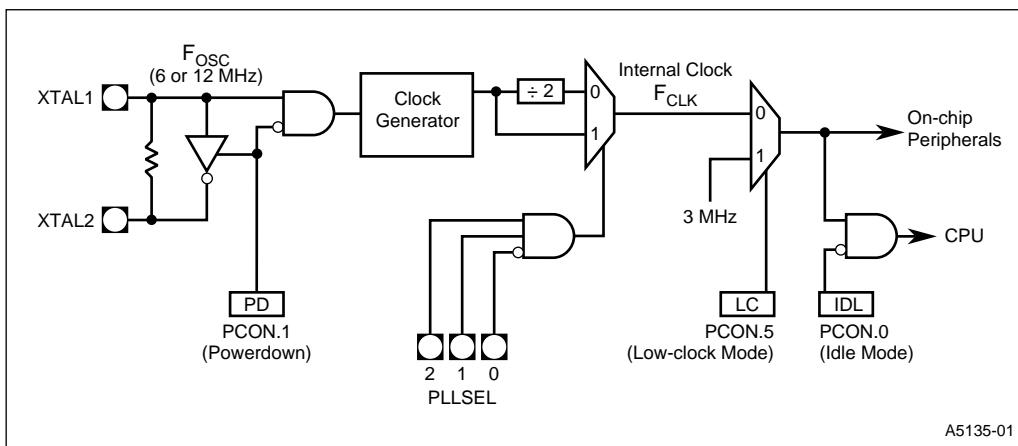 F_OSC
(6 or 12 MHz)
XTAL1
XTAL2
Clock
Generator
÷ 2
0
1
Internal Clock
F_CLK
0
1
3 MHz
On-chip
Peripherals
CPU
PD
PCON.1
(Powerdown)
2 1 0
PLLSEL
LC
PCON.5
(Low-clock Mode)
IDL
PCON.0
(Idle Mode)
A5135-01